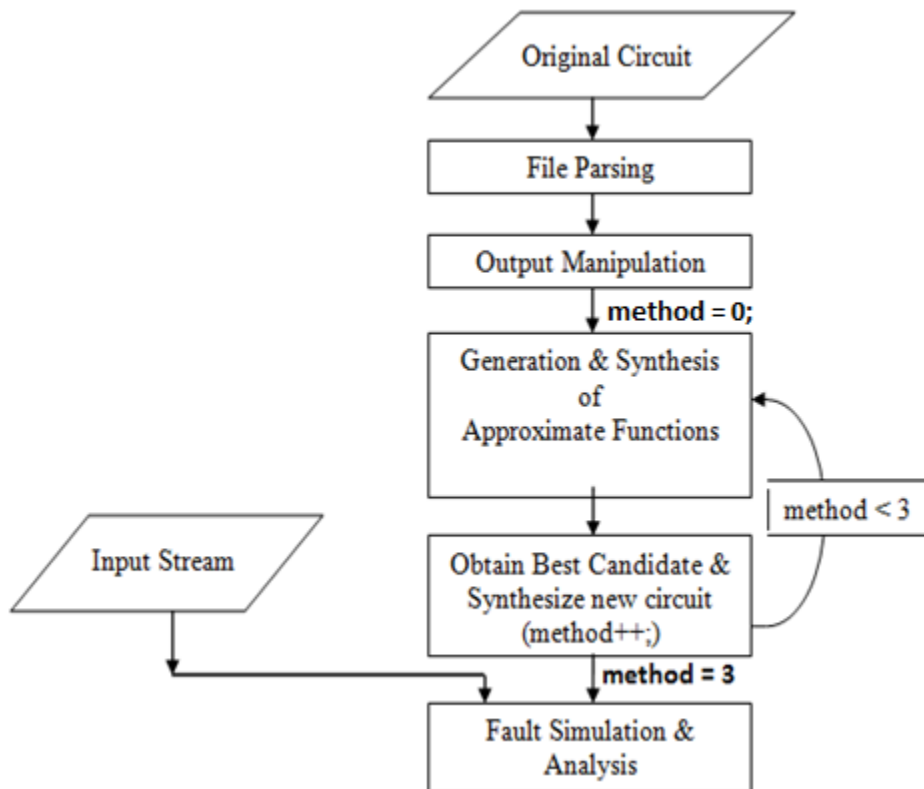 Original Circuit
File Parsing
Output Manipulation
method = 0;
Generation & Synthesis
of
Approximate Functions
method < 3
Input Stream
Obtain Best Candidate &
Synthesize new circuit
(method++;)
method = 3
Fault Simulation &
Analysis